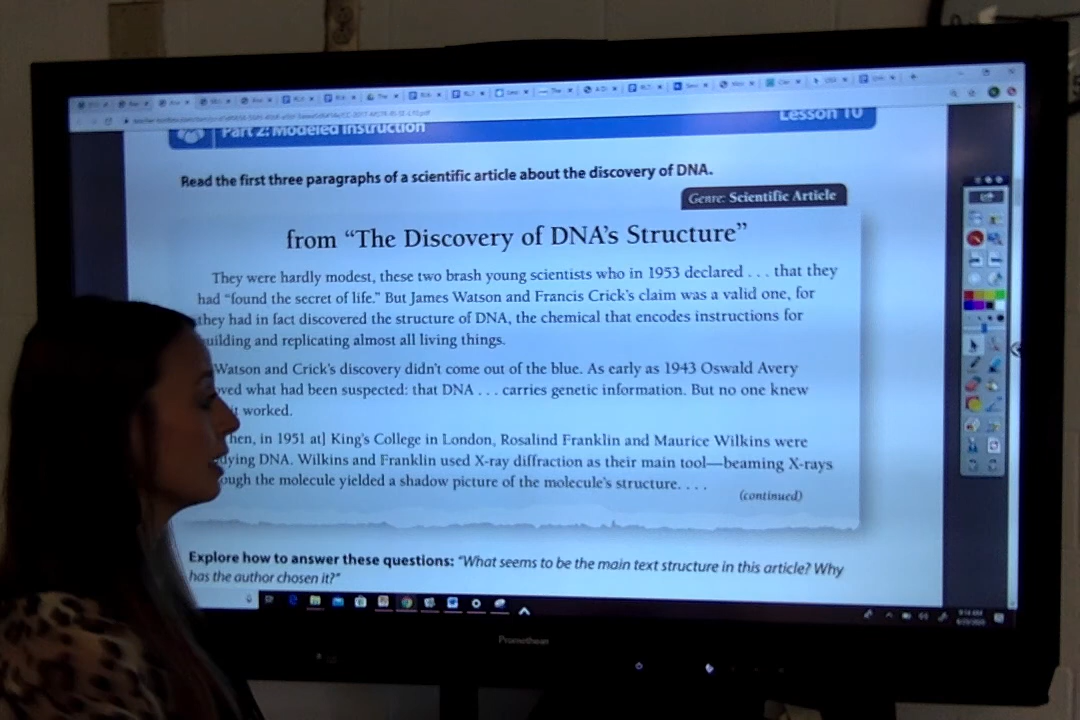 Part 2: Modeled Instruction
Lesson 10
Read the first three paragraphs of a scientific article about the discovery of DNA.
Genre: Scientific Article
from “The Discovery of DNA’s Structure”
They were hardly modest, these two brash young scientists who in 1953 declared . . . that they
had “found the secret of life.” But James Watson and Francis Crick’s claim was a valid one, for
they had in fact discovered the structure of DNA, the chemical that encodes instructions for
uilding and replicating almost all living things.
Watson and Crick’s discovery didn’t come out of the blue. As early as 1943 Oswald Avery
ved what had been suspected: that DNA . . . carries genetic information. But no one knew
it worked.
hen, in 1951 at] King’s College in London, Rosalind Franklin and Maurice Wilkins were
dying DNA. Wilkins and Franklin used X-ray diffraction as their main tool—beaming X-rays
ough the molecule yielded a shadow picture of the molecule’s structure. . . .
(continued)
Explore how to answer these questions: “What seems to be the main text structure in this article? Why
has the author chosen it?”
Promethean